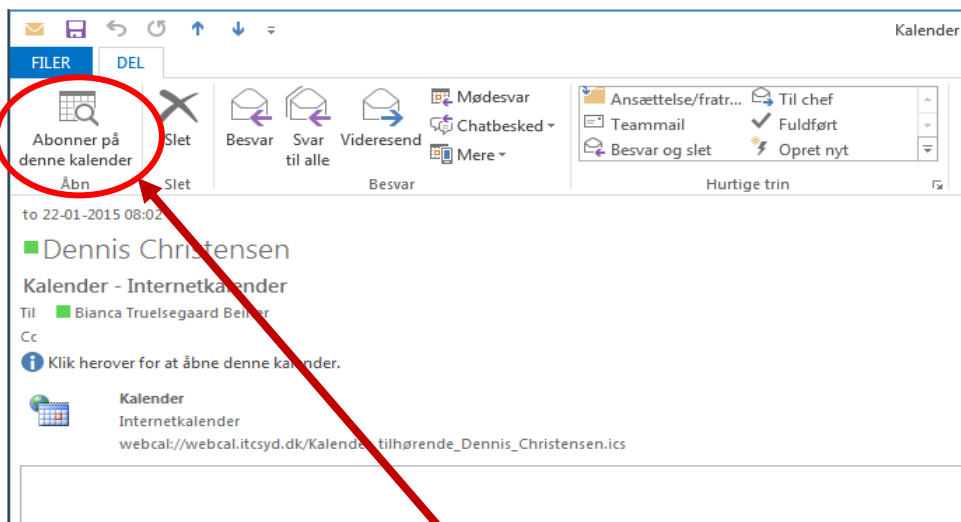 Kalender
FILER DEL
Abonner på
denne kalender
Åbn
Slet
Slet
Besvar
Svar
til alle
Videresend
Mødesvar
Chatbesked
Mere
Besvar
Ansættelse/fratr...
Teammail
Besvar og slet
Til chef
Fuldført
Opret nyt
Hurtige trin
to 22-01-2015 08:02
Dennis Christensen
Kalender - Internetkalender
Til Bianca Truelsegaard
Cc
Klik herover for at åbne denne kalender.
Kalender
Internetkalender
webcal://webcal.itcsyd.dk/Kalender_tilhørende_Dennis_Christensen.ics